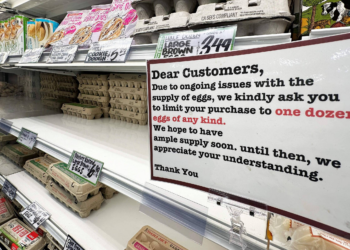 COMPLIANT
LARGE
BROWN
3.49
Dear Customers,
Due to ongoing issues with the
supply of eggs, we kindly ask you
to limit your purchase to one dozen
eggs of any kind.
We hope to have
ample supply soon. until then, we
appreciate your understanding.
Thank You